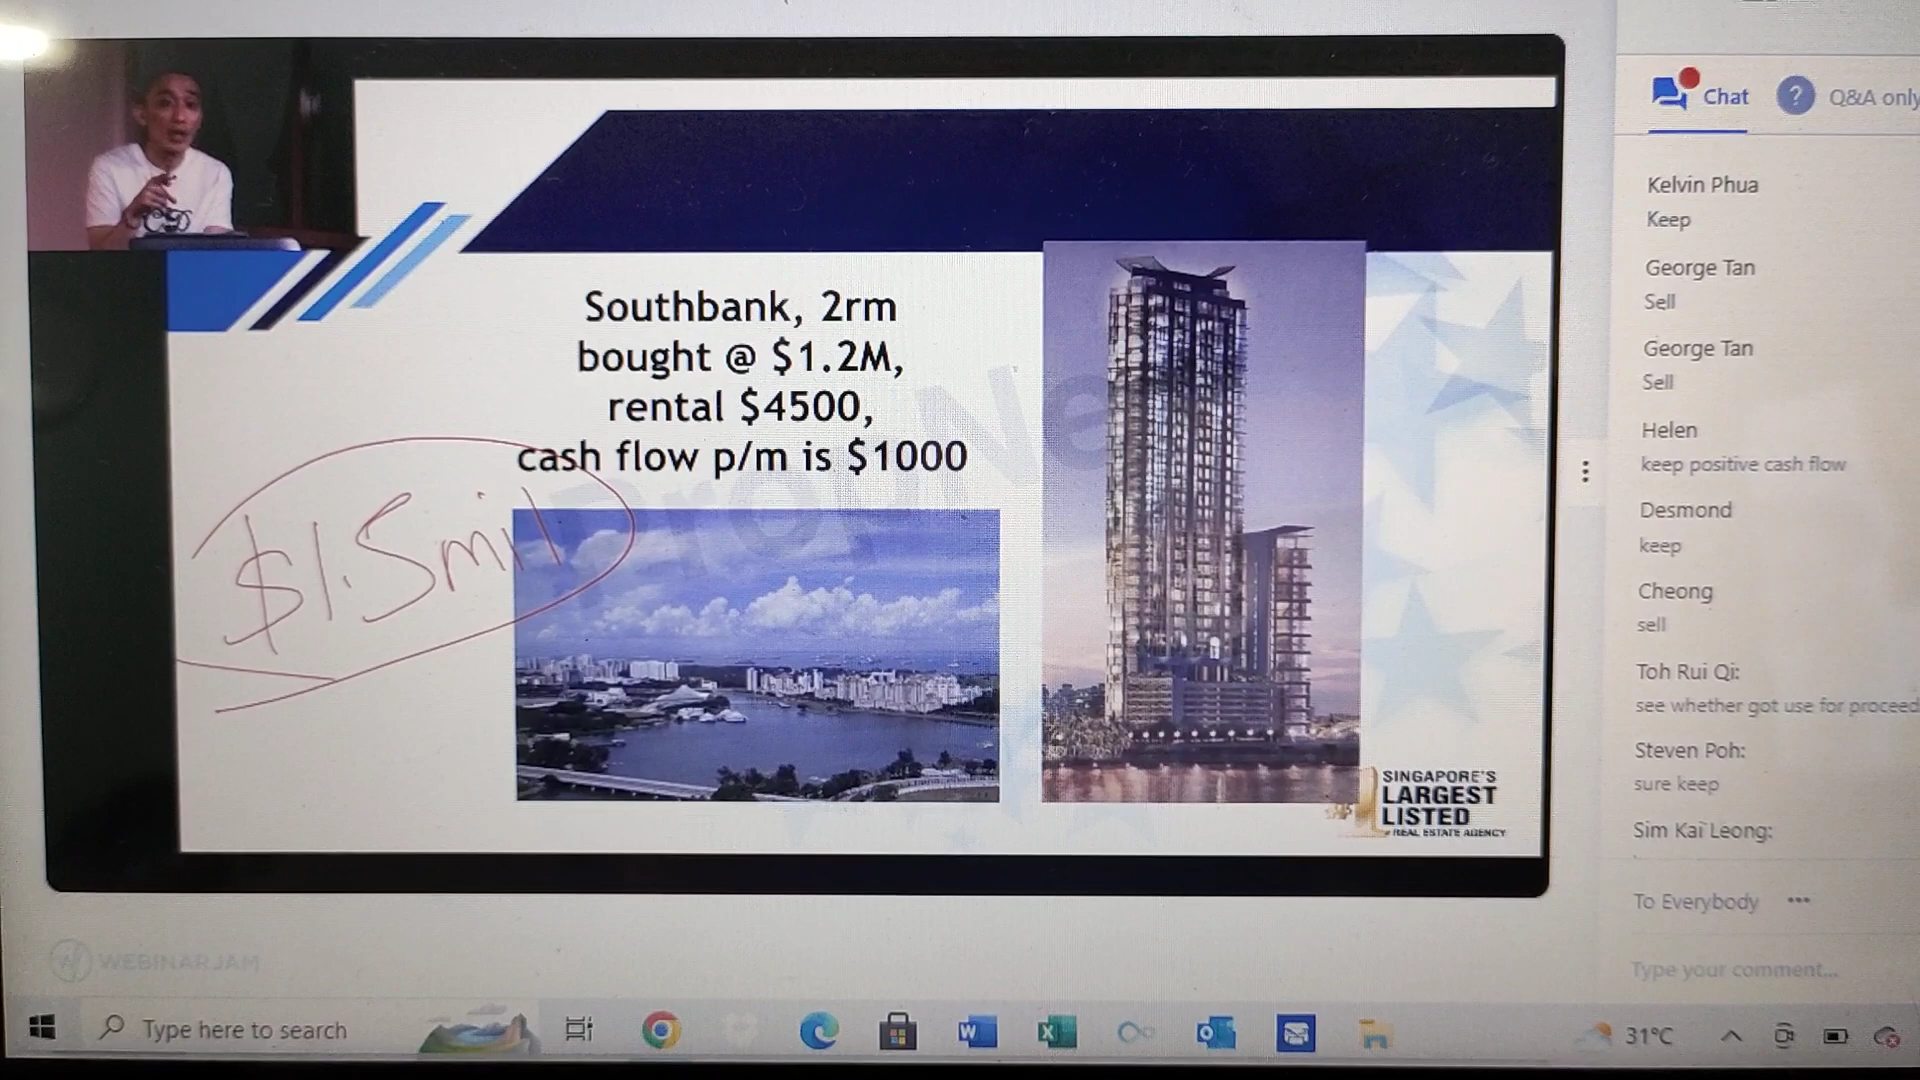 Southbank, 2rm
bought @ $1.2M,
rental $4500,
cash flow p/m is $1000
$1.5mil
PropNe
SINGAPORE'S
LARGEST
LISTED
REAL ESTATE AGENCY
Chat
? Q&A only
Kelvin Phua
Keep
George Tan
Sell
George Tan
Sell
Helen
keep positive cash flow
Desmond
keep
Cheong
sell
Toh Rui Qi:
see whether got use for proceed
Steven Poh:
sure keep
Sim Kai Leong:
To Everybody
Type your comment...
WEBINARJAM
Type here to search
31°C